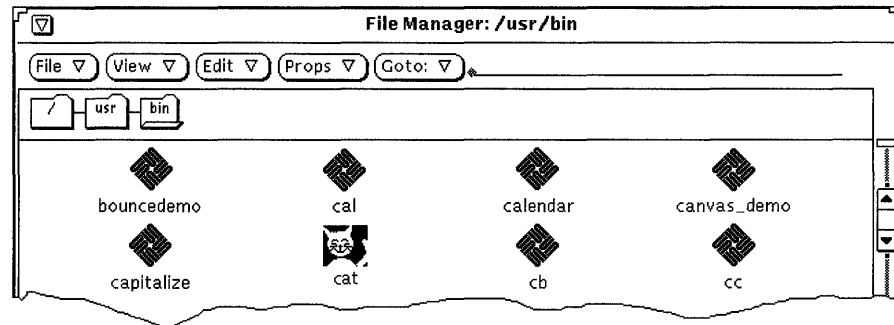 File Manager: /usr/bin
File View Edit Props Goto:
/ usr bin
bouncedemo cal calendar canvas_demo
capitalize cat cb cc